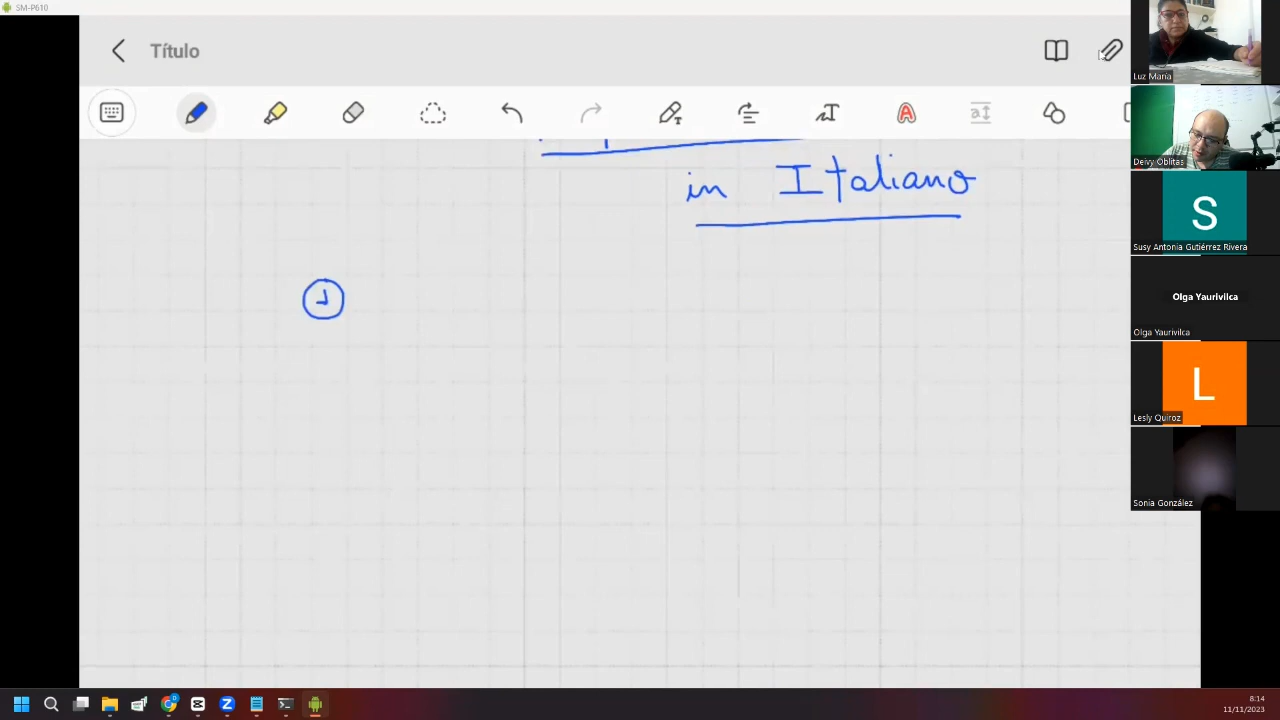 SM-P610
Título
in Italiano
1
Luz María
Deivy Oblitas
S
Susy Antonia Gutiérrez Rivera
Olga Yaurivilca
Olga Yaurivilca
L
Lesly Quiroz
Sonia González
8:14
11/11/2023